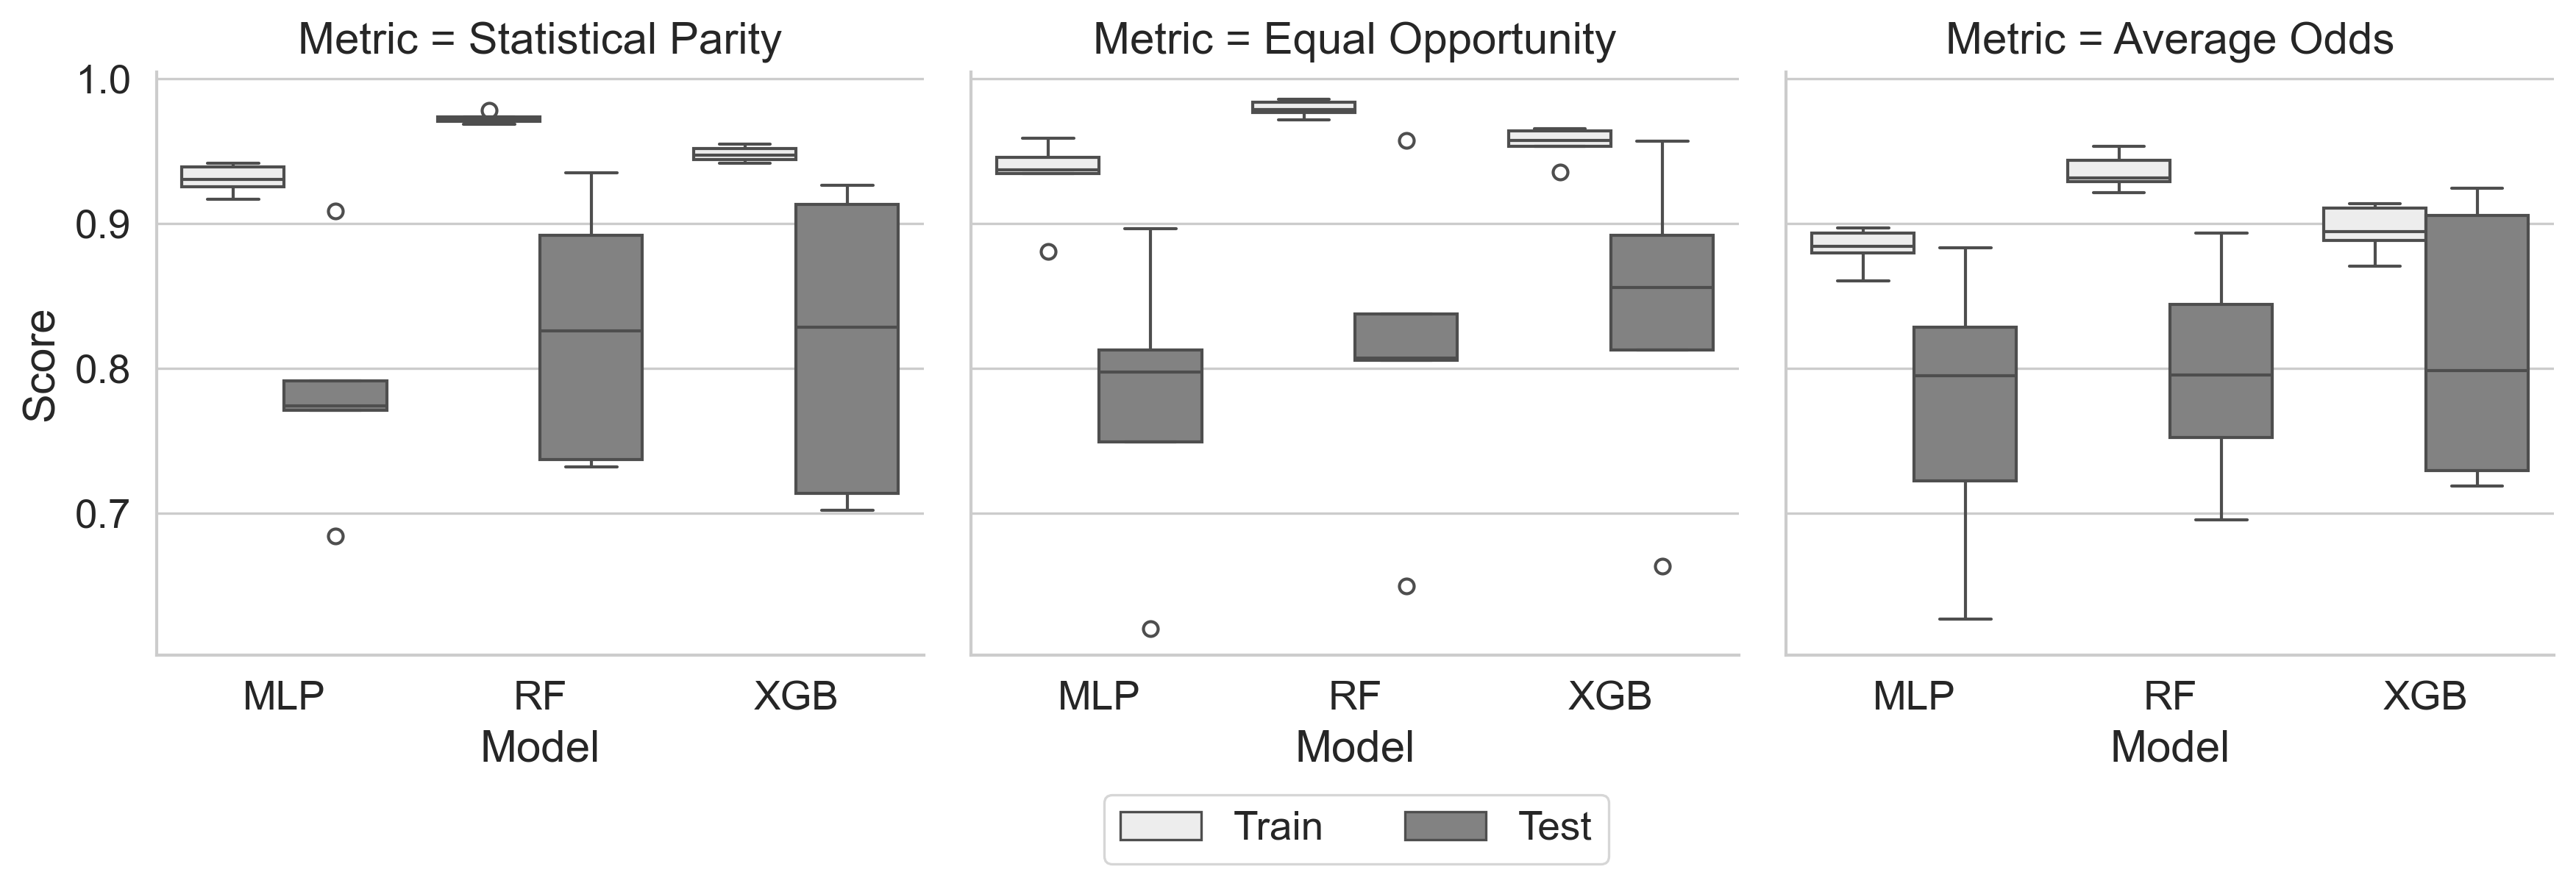 Metric = Statistical Parity
Metric = Equal Opportunity
Metric = Average Odds
1.0
0.9
0.8
0.7
Score
MLP
RF
XGB
MLP
RF
XGB
MLP
RF
XGB
Model
Model
Model
Train
Test